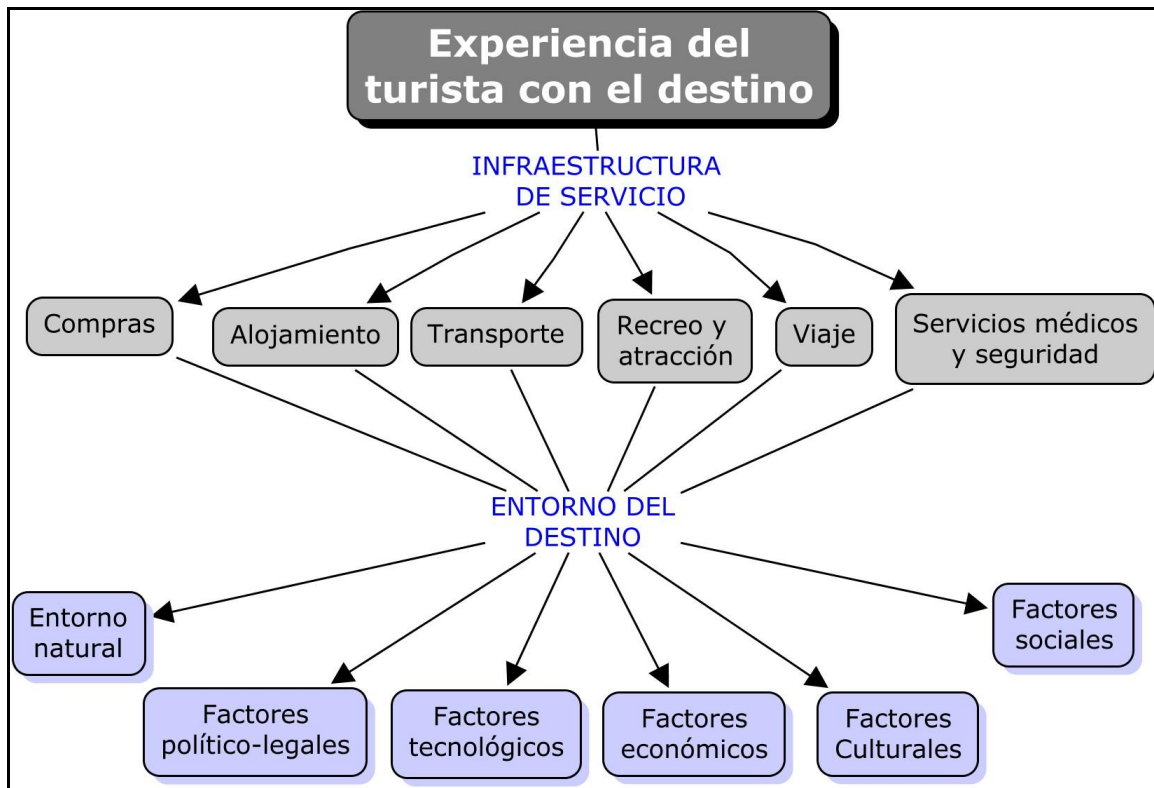 Experiencia del
turista con el destino
INFRAESTRUCTURA
DE SERVICIO
Compras
Alojamiento
Transporte
Recreo y
atracción
Viaje
Servicios médicos
y seguridad
ENTORNO DEL
DESTINO
Entorno
natural
Factores
político-legales
Factores
tecnológicos
Factores
económicos
Factores
Culturales
Factores
sociales